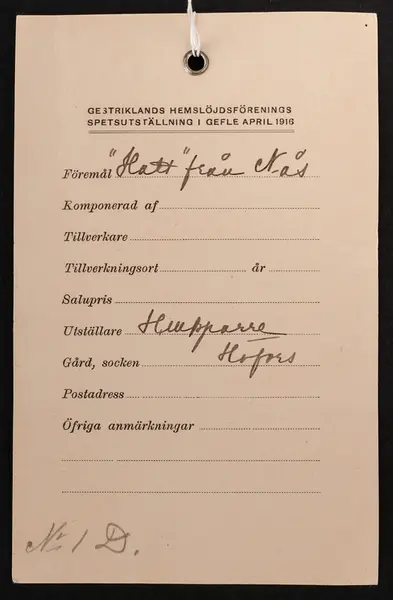 GESTRIKLANDS HEMSLÖJDSFÖRENINGS
SPETSUTSTÄLLNING I GEFLE APRIL 1916
Föremål "Hatt" från Nås
Komponerad af
Tillverkare
Tillverkningsort år
Salupris
Utställare
Gård, socken Hofors
Postadress
Öfriga anmärkningar
No 1 D.